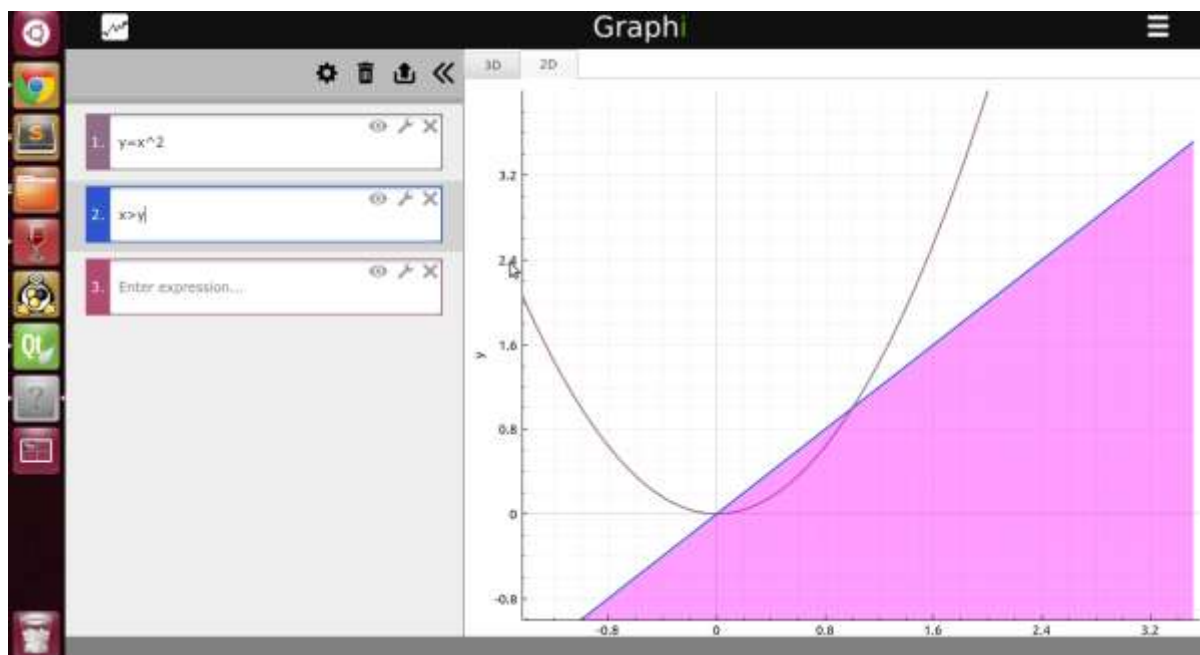 Graphi
3D 2D
1. y=x^2
2. x>y
3. Enter expression...
3.2
2.4
1.6
y
0.8
0
-0.8
-0.8 0 0.8 1.6 2.4 3.2
S
Qt
?